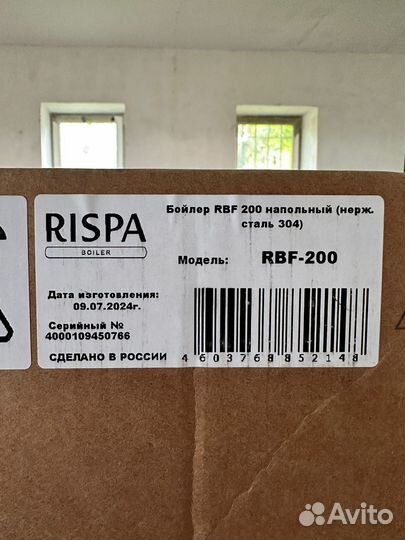 RISPA
BOILER
Бойлер RBF 200 напольный (нерж.
сталь 304)
Модель: RBF-200
Дата изготовления:
09.07.2024г.
Серийный №
4000109450766
СДЕЛАНО В РОССИИ
4603768852148
Avito